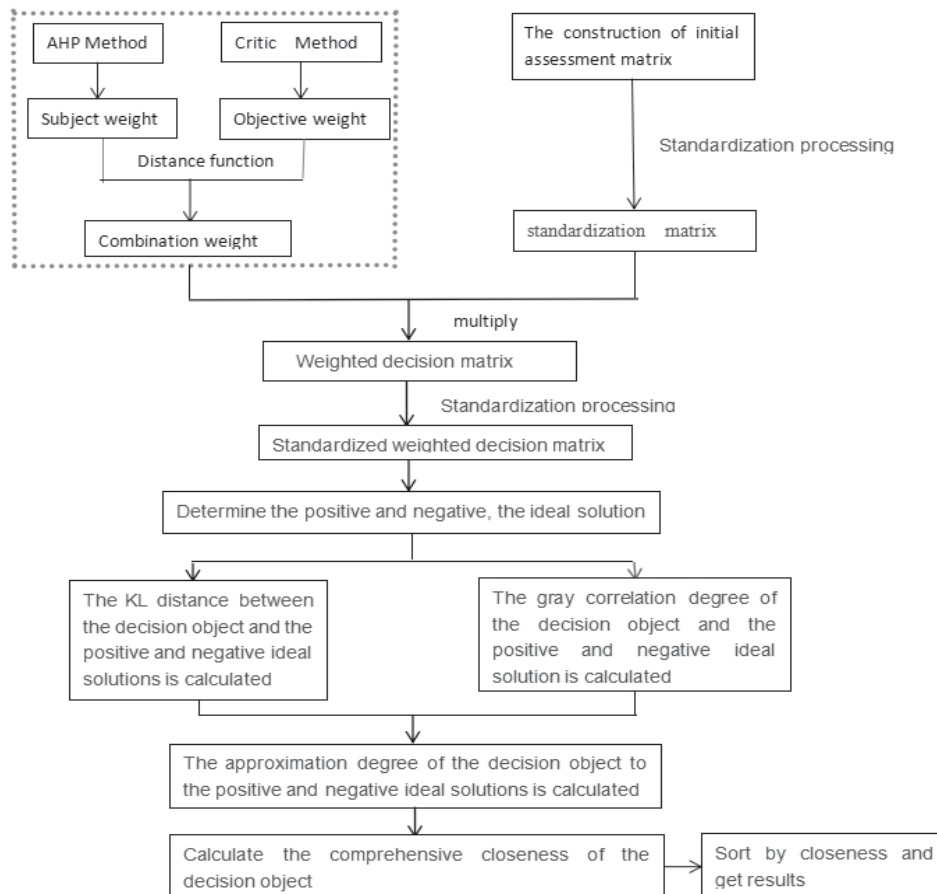 AHP Method
Critic Method
The construction of initial
assessment matrix
Subject weight
Objective weight
Standardization processing
Distance function
Combination weight
standardization matrix
multiply
Weighted decision matrix
Standardization processing
Standardized weighted decision matrix
Determine the positive and negative, the ideal solution
The KL distance between
the decision object and the
positive and negative ideal
solutions is calculated
The gray correlation degree of
the decision object and the
positive and negative ideal
solution is calculated
The approximation degree of the decision object to
the positive and negative ideal solutions is calculated
Calculate the comprehensive closeness of the
decision object
Sort by closeness and
get results